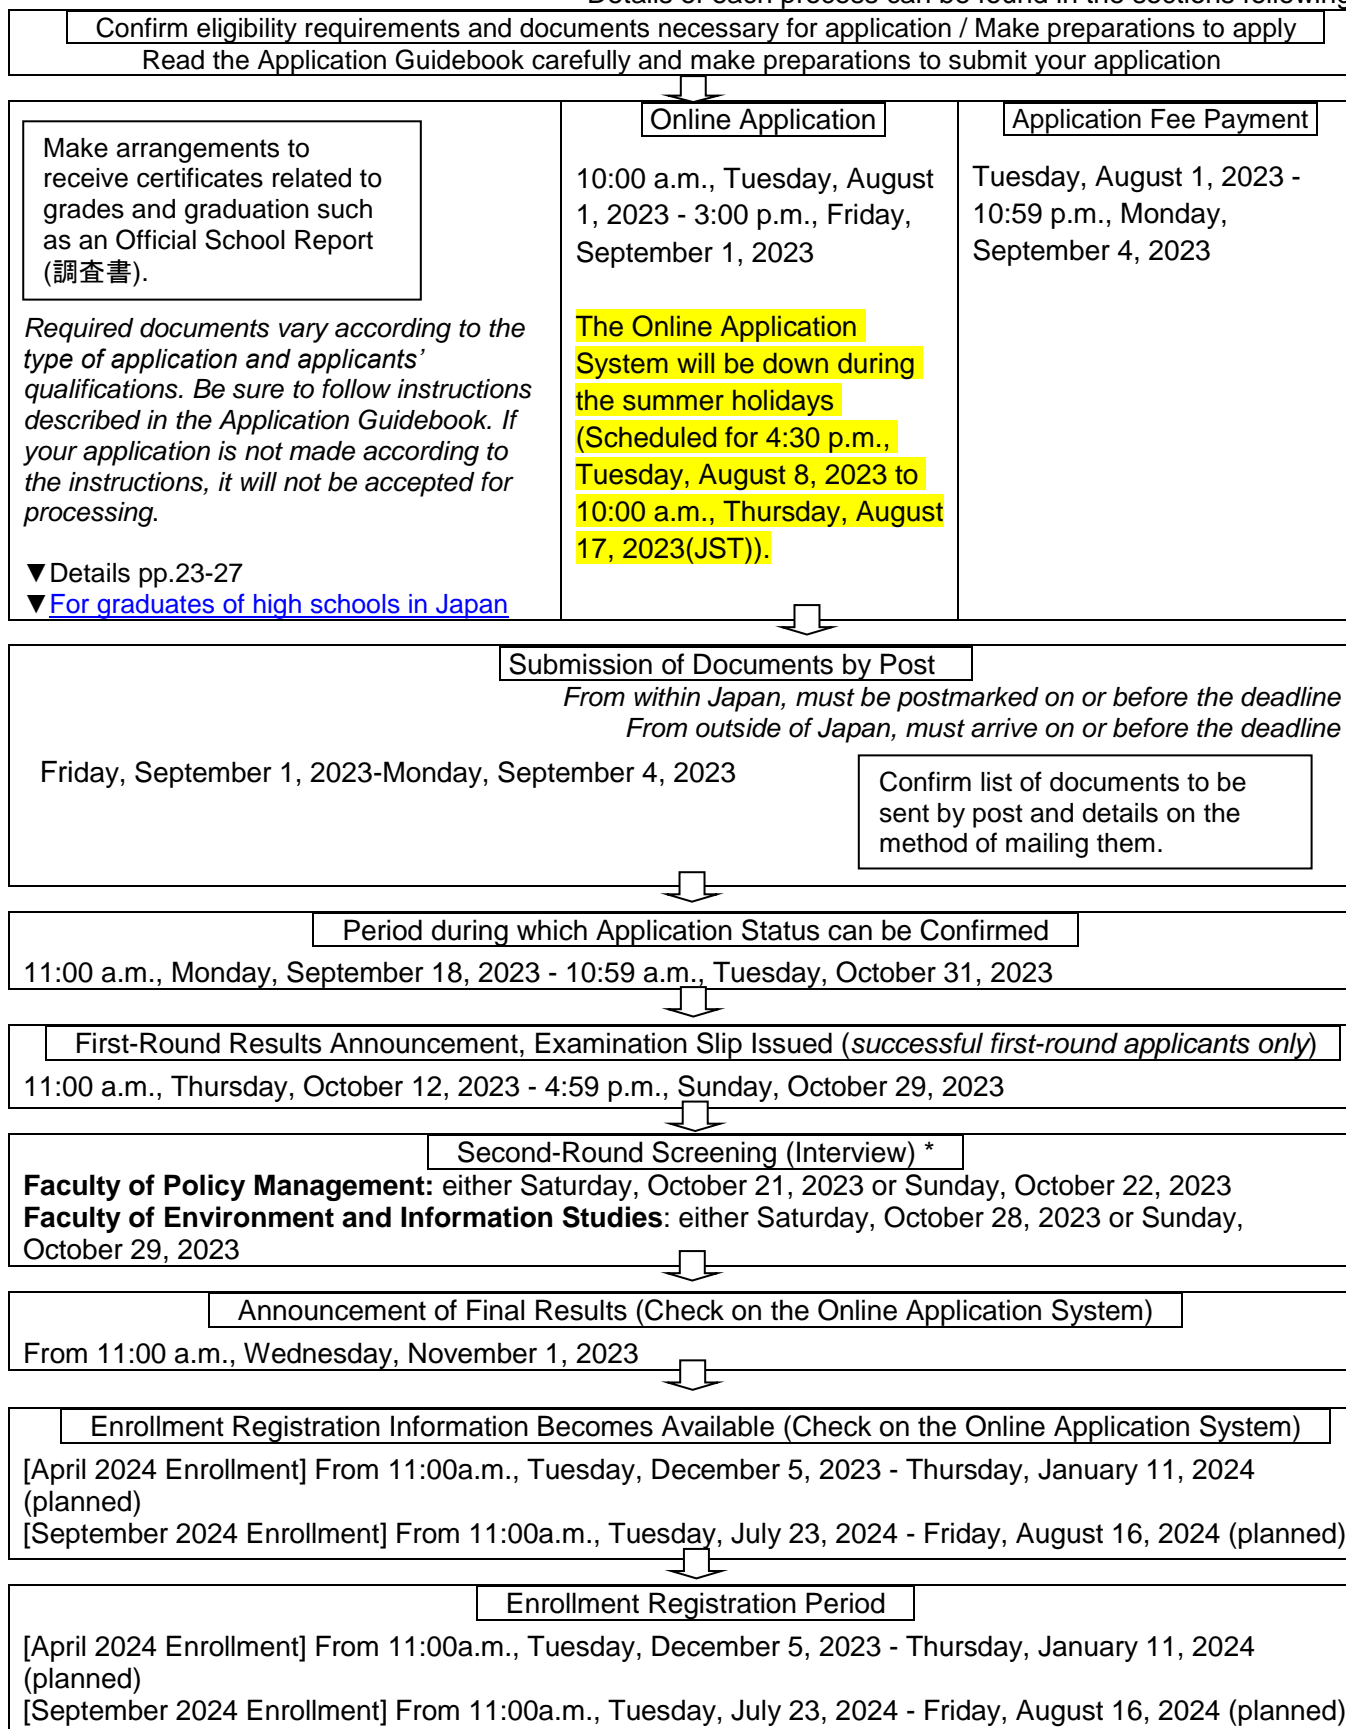 Details of each process can be found in the sections following
Confirm eligibility requirements and documents necessary for application / Make preparations to apply
Read the Application Guidebook carefully and make preparations to submit your application
Make arrangements to
receive certificates related to
grades and graduation such
as an Official School Report
(調査書).
Required documents vary according to the
type of application and applicants’
qualifications. Be sure to follow instructions
described in the Application Guidebook. If
your application is not made according to
the instructions, it will not be accepted for
processing.
▼Details pp.23-27
▼For graduates of high schools in Japan
Online Application
10:00 a.m., Tuesday, August
1, 2023 - 3:00 p.m., Friday,
September 1, 2023
The Online Application
System will be down during
the summer holidays
(Scheduled for 4:30 p.m.,
Tuesday, August 8, 2023 to
10:00 a.m., Thursday, August
17, 2023(JST)).
Application Fee Payment
Tuesday, August 1, 2023 -
10:59 p.m., Monday,
September 4, 2023
Submission of Documents by Post
From within Japan, must be postmarked on or before the deadline
From outside of Japan, must arrive on or before the deadline
Friday, September 1, 2023-Monday, September 4, 2023
Confirm list of documents to be
sent by post and details on the
method of mailing them.
Period during which Application Status can be Confirmed
11:00 a.m., Monday, September 18, 2023 - 10:59 a.m., Tuesday, October 31, 2023
First-Round Results Announcement, Examination Slip Issued (successful first-round applicants only)
11:00 a.m., Thursday, October 12, 2023 - 4:59 p.m., Sunday, October 29, 2023
Second-Round Screening (Interview) *
Faculty of Policy Management: either Saturday, October 21, 2023 or Sunday, October 22, 2023
Faculty of Environment and Information Studies: either Saturday, October 28, 2023 or Sunday,
October 29, 2023
Announcement of Final Results (Check on the Online Application System)
From 11:00 a.m., Wednesday, November 1, 2023
Enrollment Registration Information Becomes Available (Check on the Online Application System)
[April 2024 Enrollment] From 11:00a.m., Tuesday, December 5, 2023 - Thursday, January 11, 2024
(planned)
[September 2024 Enrollment] From 11:00a.m., Tuesday, July 23, 2024 - Friday, August 16, 2024 (planned)
Enrollment Registration Period
[April 2024 Enrollment] From 11:00a.m., Tuesday, December 5, 2023 - Thursday, January 11, 2024
(planned)
[September 2024 Enrollment] From 11:00a.m., Tuesday, July 23, 2024 - Friday, August 16, 2024 (planned)